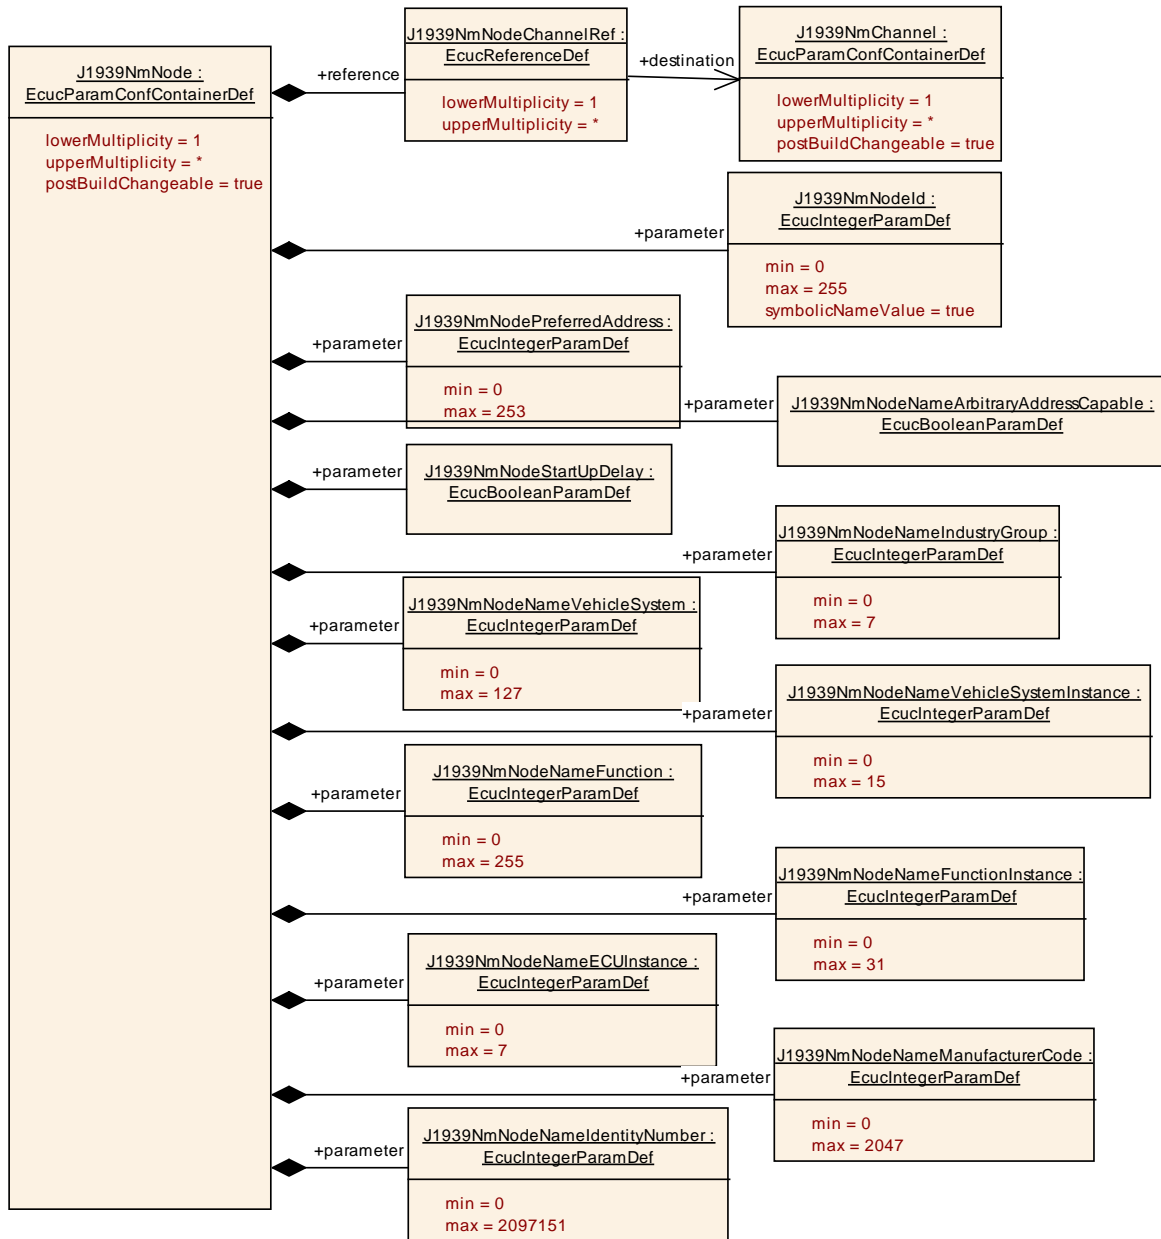 J1939NmNode :
EcucParamConfContainerDef
lowerMultiplicity = 1
upperMultiplicity = *
postBuildChangeable = true
+reference
J1939NmNodeChannelRef :
EcucReferenceDef
lowerMultiplicity = 1
upperMultiplicity = *
+destination
J1939NmChannel :
EcucParamConfContainerDef
lowerMultiplicity = 1
upperMultiplicity = *
postBuildChangeable = true
+parameter
J1939NmNodeId :
EcucIntegerParamDef
min = 0
max = 255
symbolicNameValue = true
+parameter
J1939NmNodePreferredAddress :
EcucIntegerParamDef
min = 0
max = 253
+parameter
J1939NmNodeNameArbitraryAddressCapable :
EcucBooleanParamDef
+parameter
J1939NmNodeStartUpDelay :
EcucBooleanParamDef
+parameter
J1939NmNodeNameIndustryGroup :
EcucIntegerParamDef
min = 0
max = 7
+parameter
J1939NmNodeNameVehicleSystem :
EcucIntegerParamDef
min = 0
max = 127
+parameter
J1939NmNodeNameVehicleSystemInstance :
EcucIntegerParamDef
min = 0
max = 15
+parameter
J1939NmNodeNameFunction :
EcucIntegerParamDef
min = 0
max = 255
+parameter
J1939NmNodeNameFunctionInstance :
EcucIntegerParamDef
min = 0
max = 31
+parameter
J1939NmNodeNameECUInstance :
EcucIntegerParamDef
min = 0
max = 7
+parameter
J1939NmNodeNameManufacturerCode :
EcucIntegerParamDef
min = 0
max = 2047
+parameter
J1939NmNodeNameIdentityNumber :
EcucIntegerParamDef
min = 0
max = 2097151